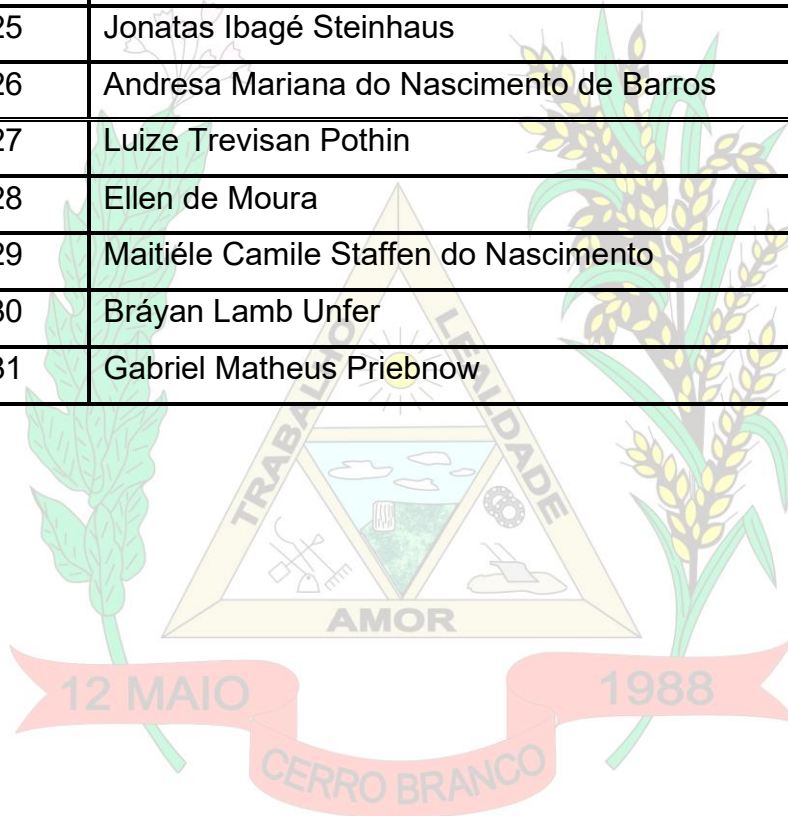 25 Jonatas Ibagé Steinhaus
26 Andresa Mariana do Nascimento de Barros
27 Luize Trevisan Pothin
28 Ellen de Moura
29 Maitiéle Camile Staffen do Nascimento
30 Bráyan Lamb Unfer
31 Gabriel Matheus Priebnow
TRABALHO
LEALDADE
AMOR
12 MAIO
1988
CERRO BRANCO